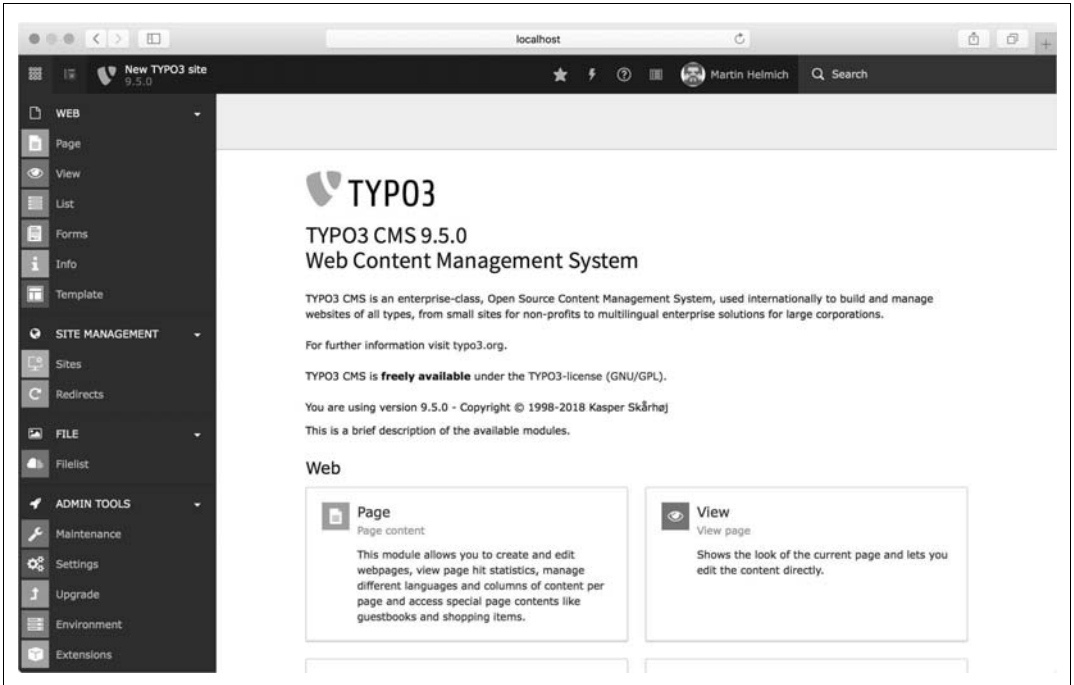 localhost
New TYPO3 site
9.5.0
Martin Helmich
Search
WEB
Page
View
List
Forms
Info
Template
SITE MANAGEMENT
Sites
Redirects
FILE
Filelist
ADMIN TOOLS
Maintenance
Settings
Upgrade
Environment
Extensions
TYPO3
TYPO3 CMS 9.5.0
Web Content Management System
TYPO3 CMS is an enterprise-class, Open Source Content Management System, used internationally to build and manage
websites of all types, from small sites for non-profits to multilingual enterprise solutions for large corporations.
For further information visit typo3.org.
TYPO3 CMS is freely available under the TYPO3-license (GNU/GPL).
You are using version 9.5.0 - Copyright © 1998-2018 Kasper Skårhøj
This is a brief description of the available modules.
Web
Page
Page content
This module allows you to create and edit
webpages, view page hit statistics, manage
different languages and columns of content per
page and access special page contents like
guestbooks and shopping items.
View
View page
Shows the look of the current page and lets you
edit the content directly.